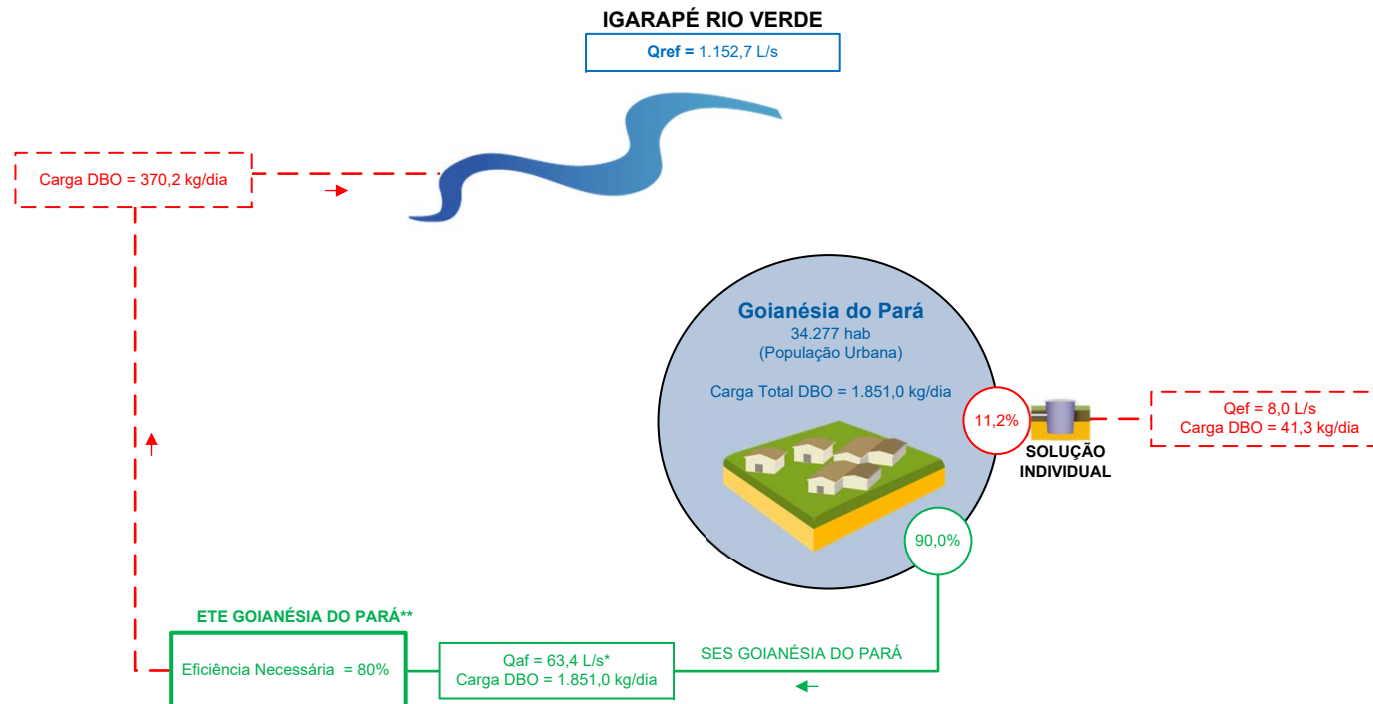 IGARAPÉ RIO VERDE
Qref = 1.152,7 L/s
Carga DBO = 370,2 kg/dia
Goianésia do Pará
34.277 hab
(População Urbana)
Carga Total DBO = 1.851,0 kg/dia
11,2%
SOLUÇÃO
INDIVIDUAL
Qef = 8,0 L/s
Carga DBO = 41,3 kg/dia
90,0%
ETE GOIANÉSIA DO PARÁ**
Eficiência Necessária = 80%
Qaf = 63,4 L/s*
Carga DBO = 1.851,0 kg/dia
SES GOIANÉSIA DO PARÁ